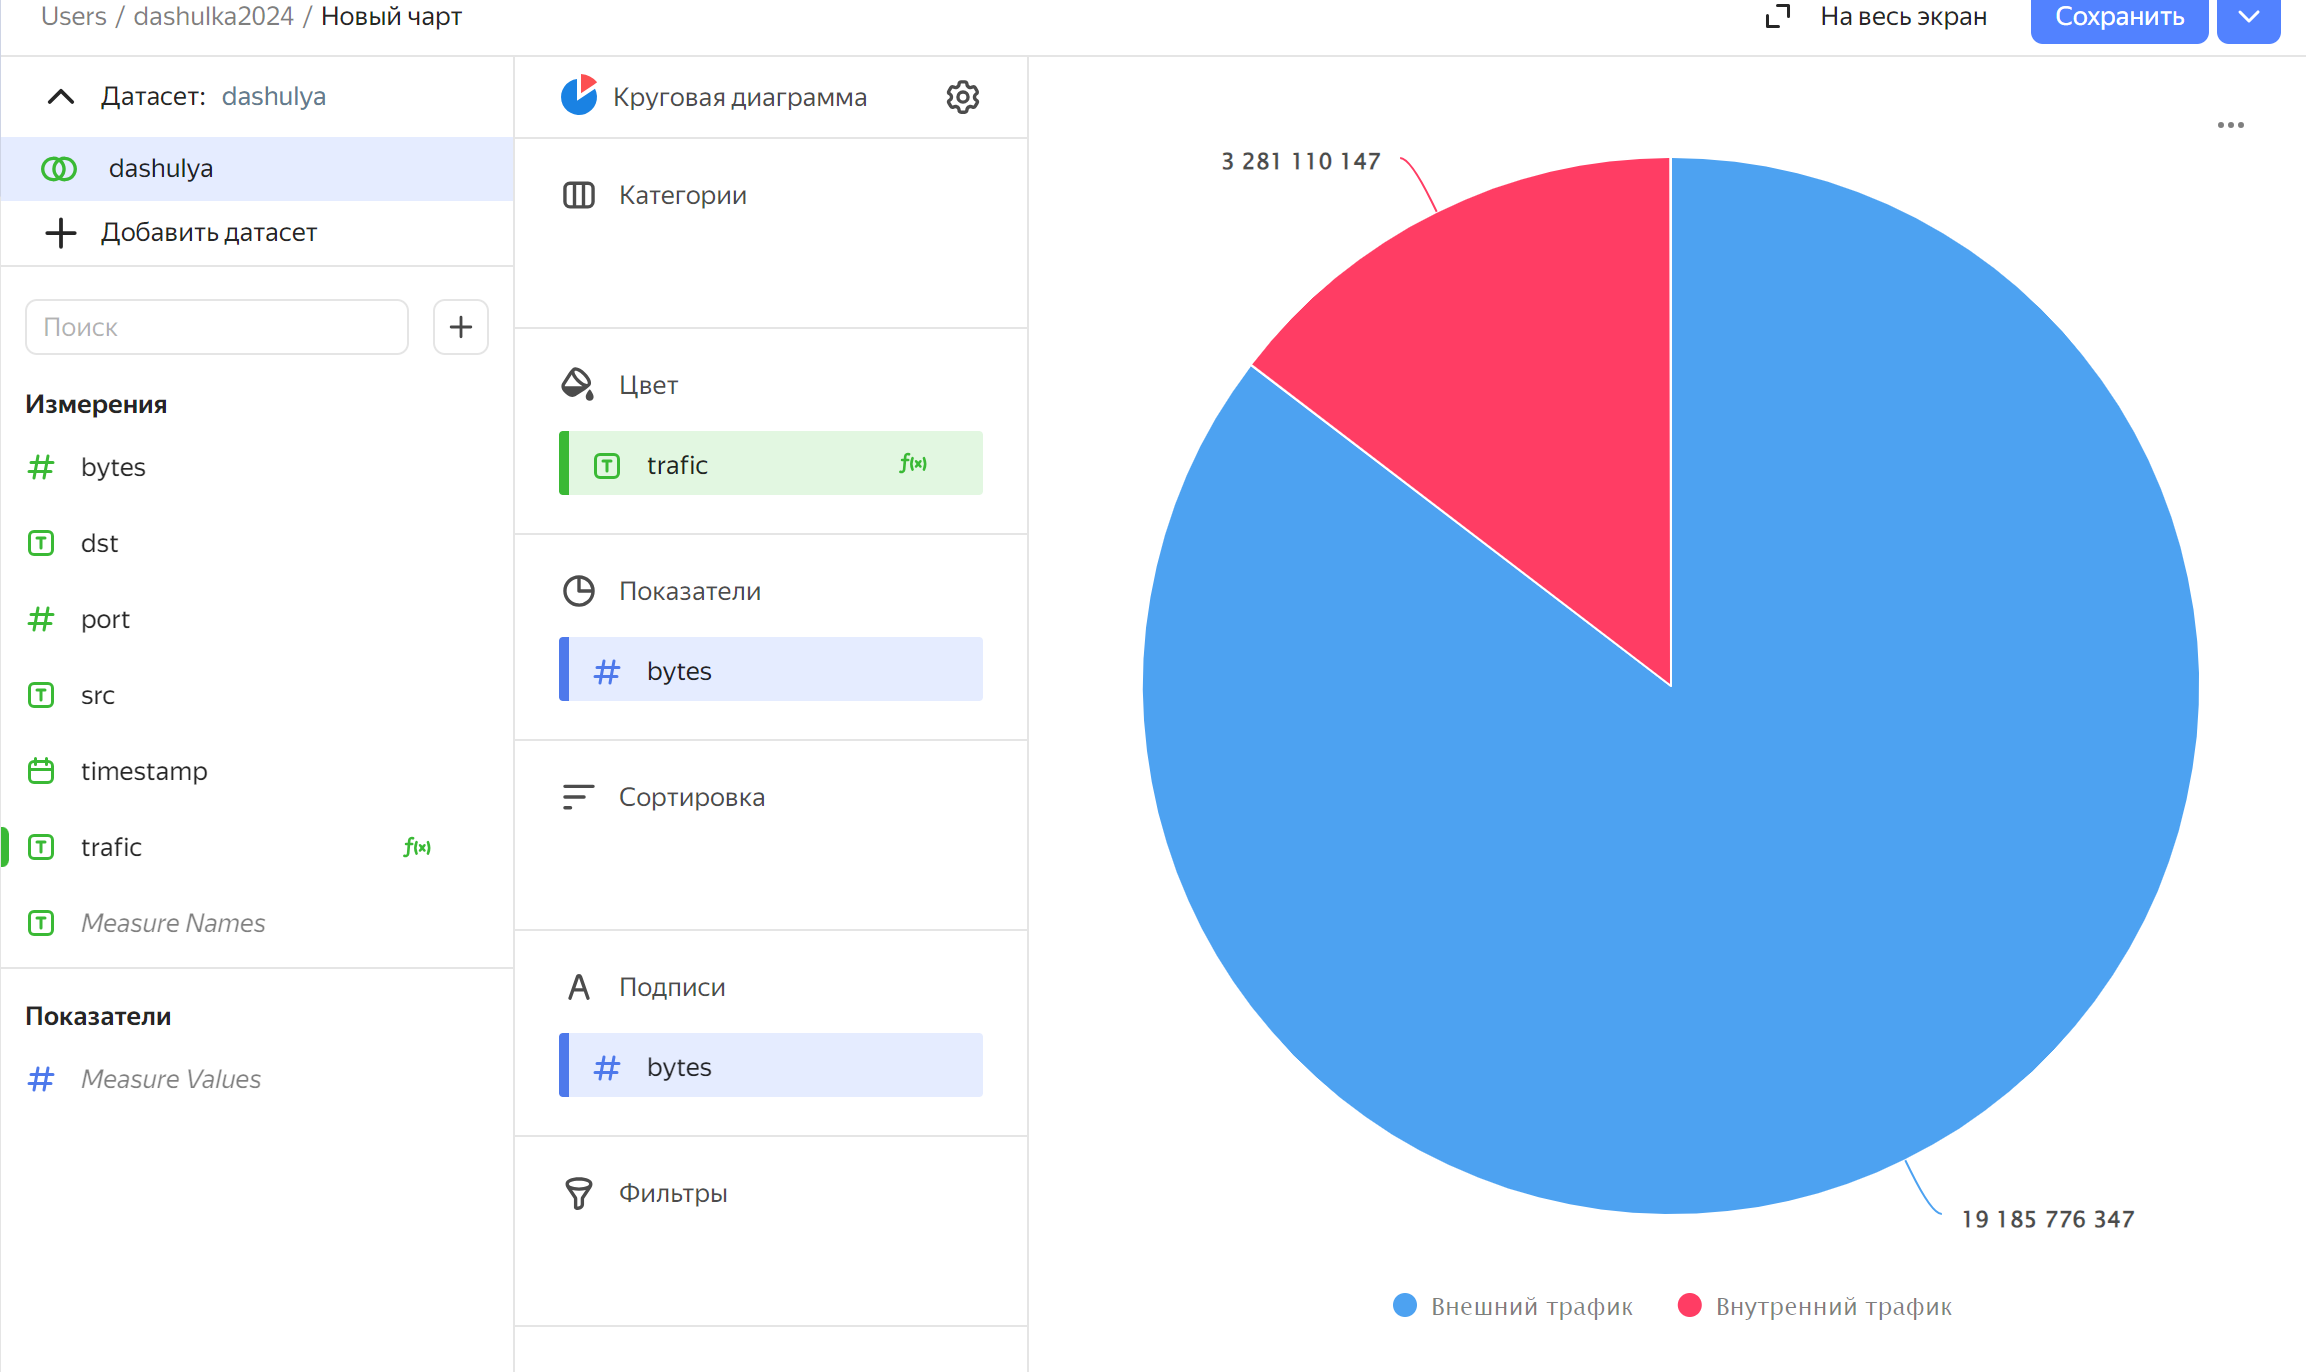 Users / dashulka2024 / Новый чарт
На весь экран
Сохранить
Датасет: dashulya
dashulya
Добавить датасет
Поиск
Измерения
bytes
dst
port
src
timestamp
trafic f(x)
Measure Names
Показатели
Measure Values
Круговая диаграмма
Категории
Цвет
trafic f(x)
Показатели
bytes
Сортировка
Подписи
bytes
Фильтры
3 281 110 147
19 185 776 347
Внешний трафик
Внутренний трафик